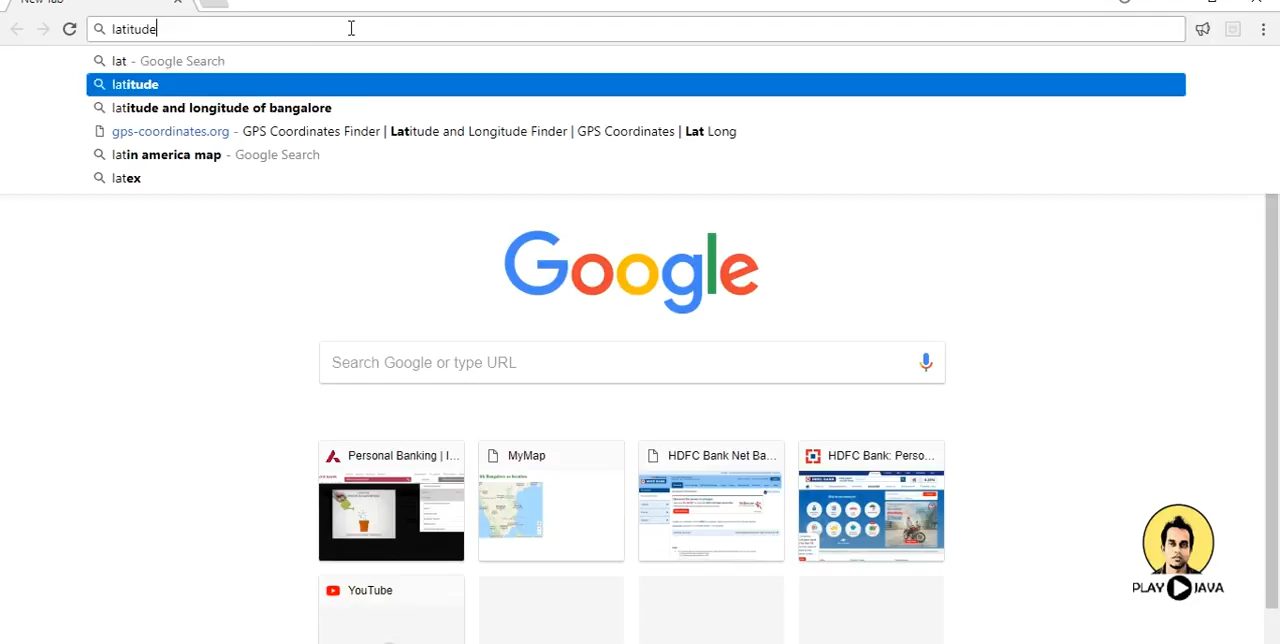 New Tab
latitude
lat - Google Search
latitude
latitude and longitude of bangalore
gps-coordinates.org - GPS Coordinates Finder | Latitude and Longitude Finder | GPS Coordinates | Lat Long
latin america map - Google Search
latex
Google
Search Google or type URL
Personal Banking | I...
MyMap
HDFC Bank Net Ba...
HDFC Bank: Perso...
YouTube
PLAY JAVA